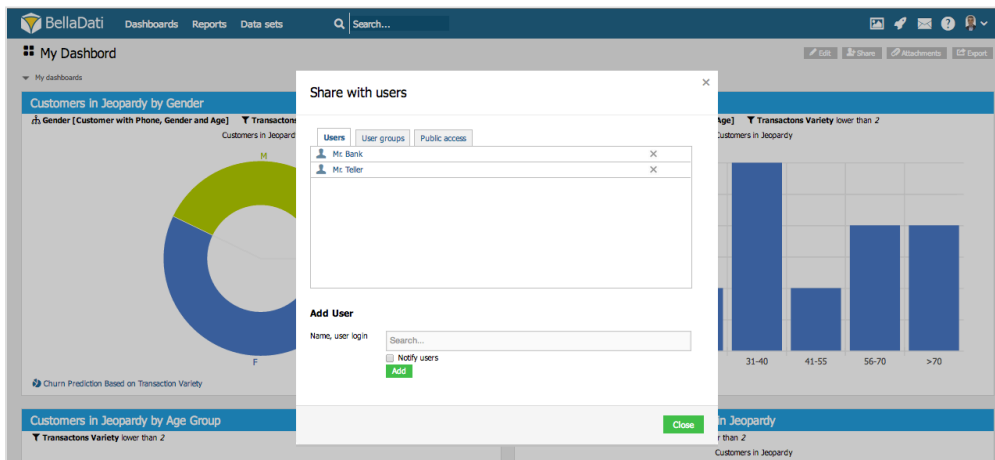 BellaDati Dashboards Reports Data sets Search...
My Dashbord
Edit Share Attachments Export
My dashboards
Customers in Jeopardy by Gender
Gender [Customer with Phone, Gender and Age] Transactons
Customers in Jeopard
M
F
Churn Prediction Based on Transaction Variety
Share with users
Users User groups Public access
Mr. Bank
Mr. Teller
Add User
Name, user login Search...
Notify users
Add
Close
Age] Transactons Variety lower than 2
Customers in Jeopardy
31-40 41-55 56-70 >70
Customers in Jeopardy by Age Group
Transactons Variety lower than 2
in Jeopardy
r than 2
Customers in Jeopardy